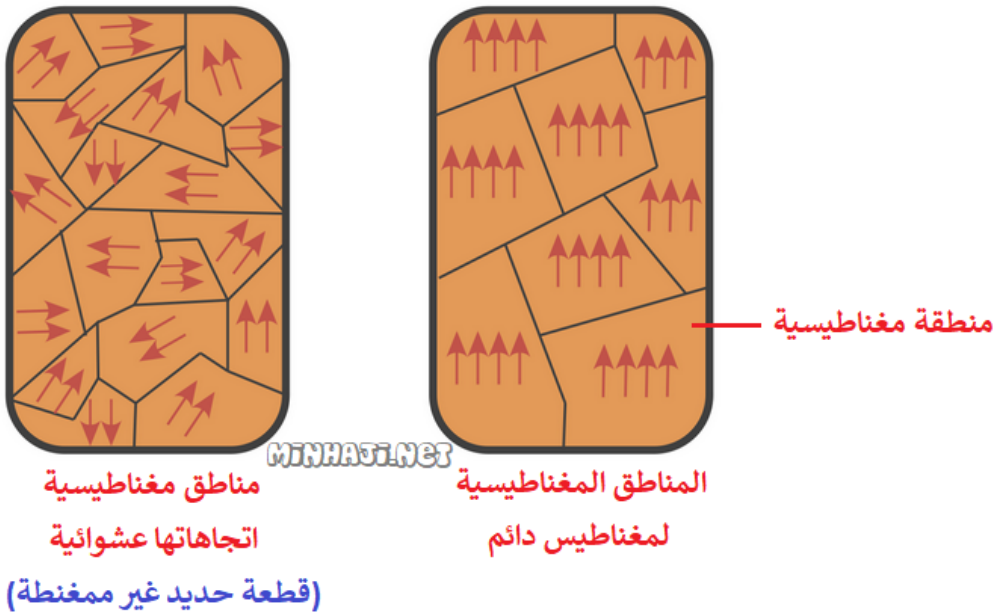 منطقة مغناطيسية
MiNHAJi.NET
المناطق المغناطيسية
لمغناطيس دائم
مناطق مغناطيسية
اتجاهاتها عشوائية
(قطعة حديد غير ممغنطة)